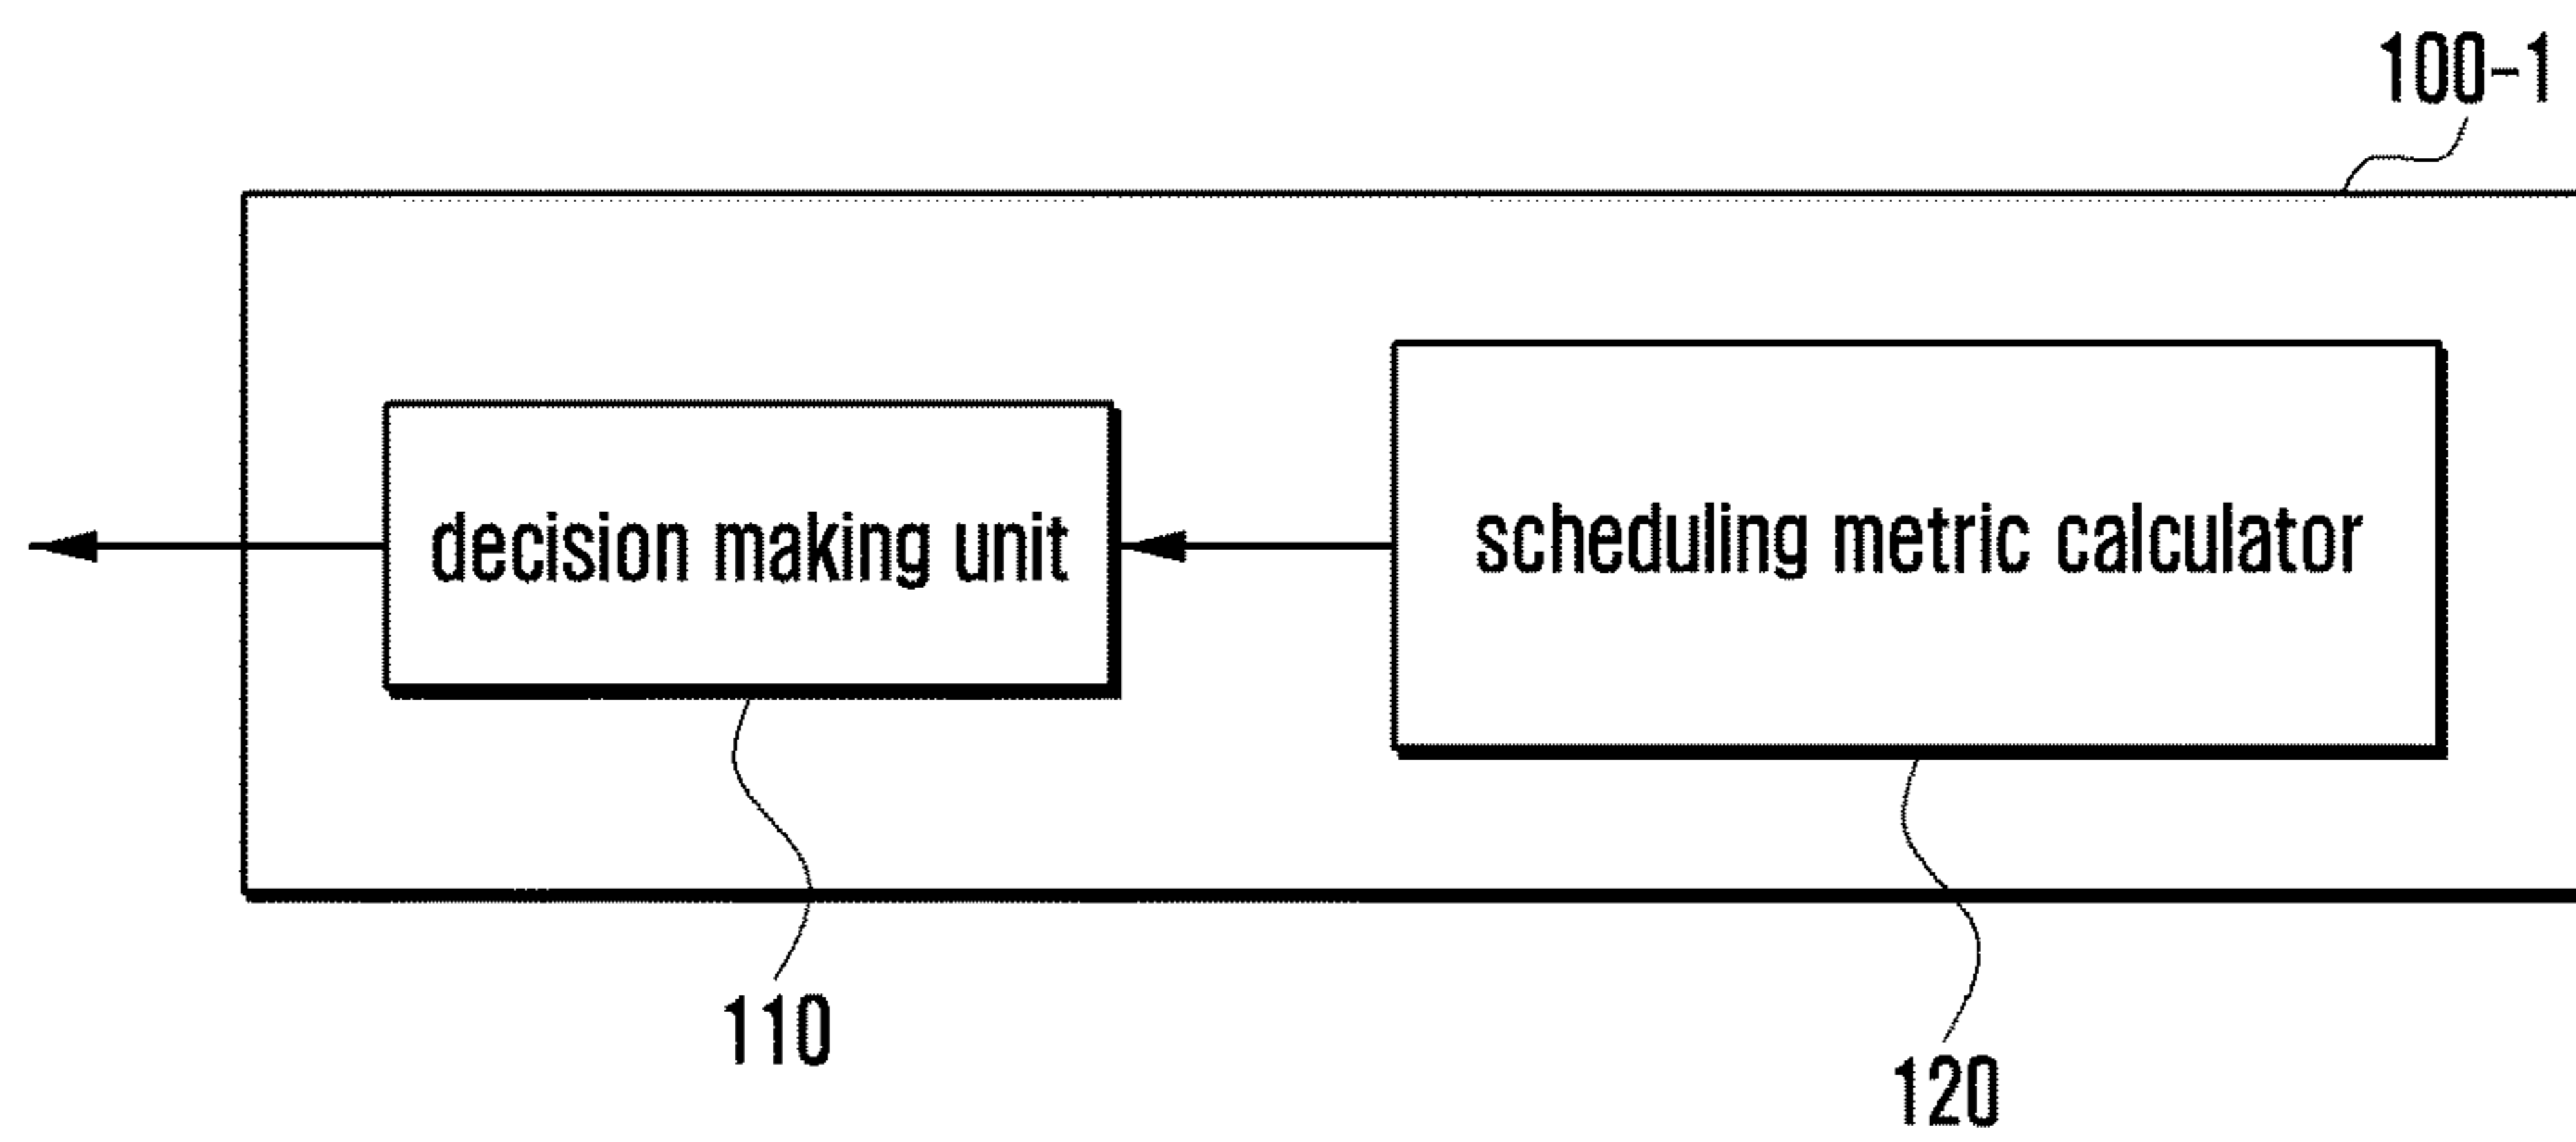 100-1
decision making unit
scheduling metric calculator
110
120